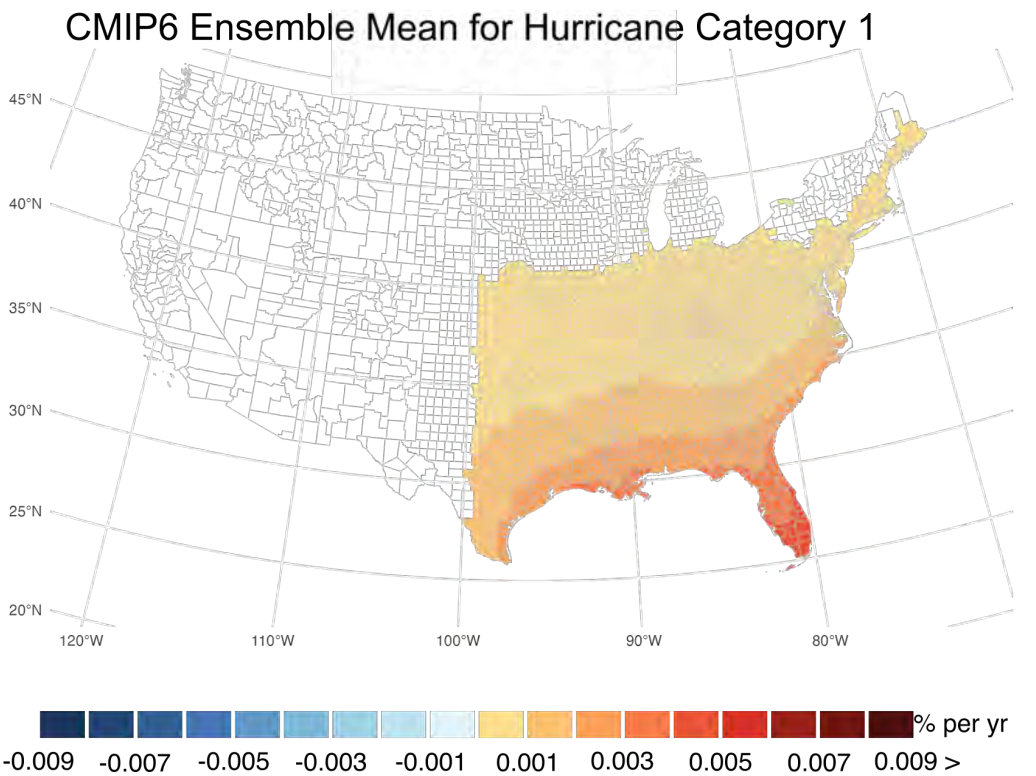 CMIP6 Ensemble Mean for Hurricane Category 1
45°N
40°N
35°N
30°N
25°N
20°N
120°W 110°W 100°W 90°W 80°W
% per yr
-0.009 -0.007 -0.005 -0.003 -0.001 0.001 0.003 0.005 0.007 0.009 >